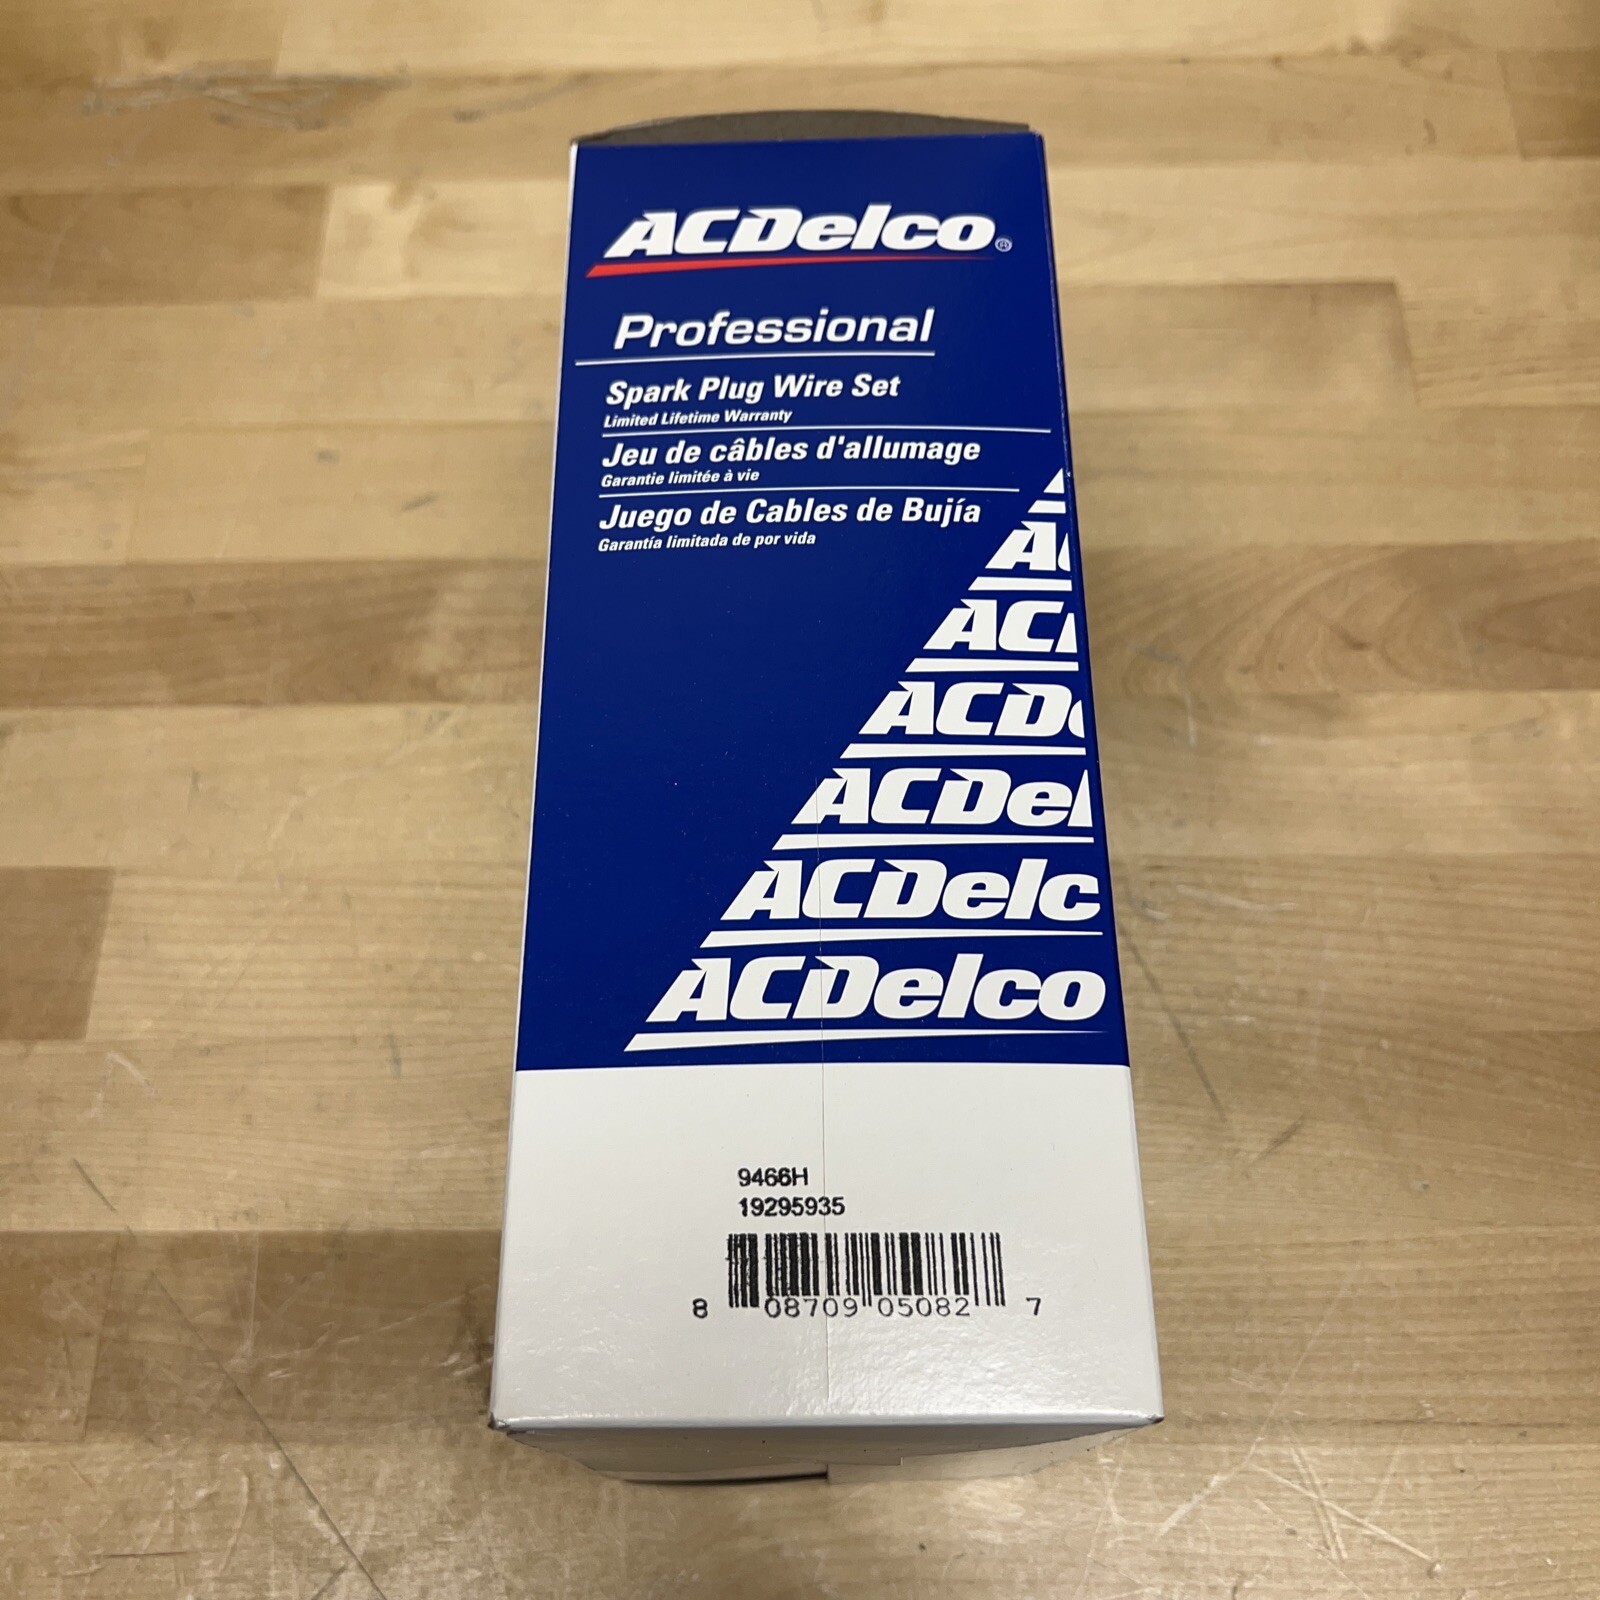 ACDelco®
Professional
Spark Plug Wire Set
Limited Lifetime Warranty
Jeu de câbles d'allumage
Garantie limitée à vie
Juego de Cables de Bujía
Garantía limitada de por vida
A
AC
ACD
ACDel
ACDelc
ACDelco
9466H
19295935
8 08709 05082 7